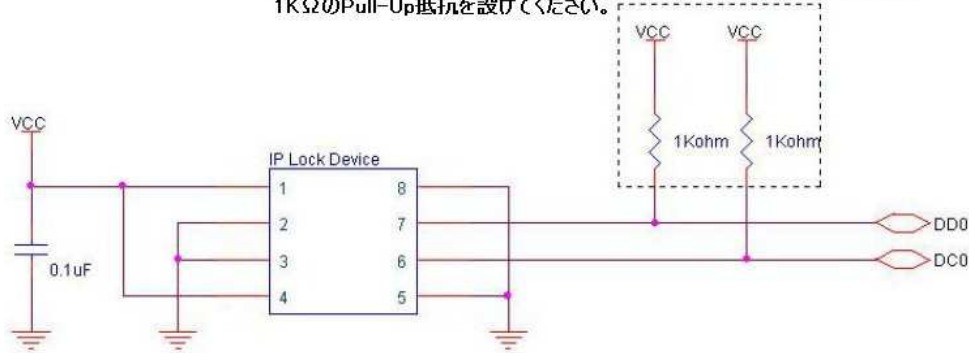 1KΩのPull-Up抵抗を設けてください。
VCC
VCC
1Kohm
1Kohm
VCC
IP Lock Device
1
8
2
7
DD0
3
6
DC0
0.1uF
4
5